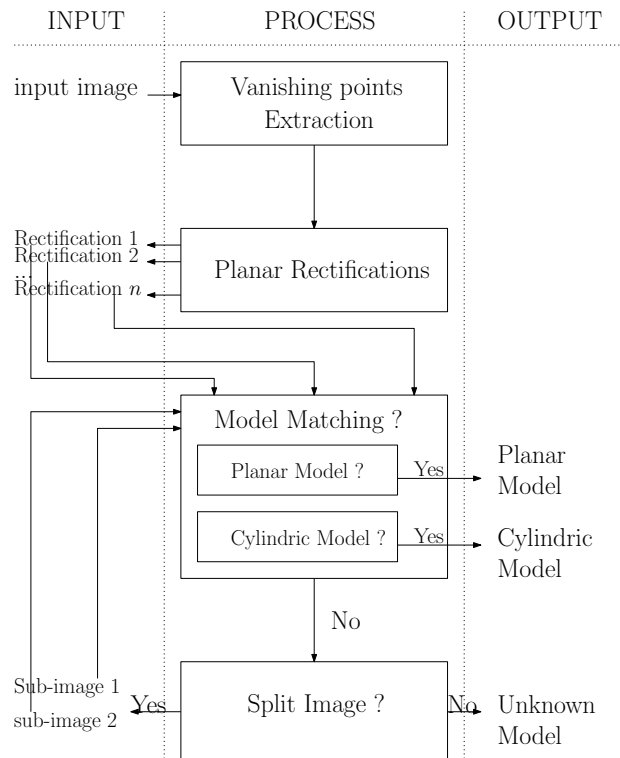 INPUT PROCESS OUTPUT
input image
Vanishing points
Extraction
Rectification 1
Rectification 2
...
Rectification n
Planar Rectifications
Model Matching ?
Planar Model ?
Yes
Planar
Model
Cylindric Model ?
Yes
Cylindric
Model
No
Sub-image 1
sub-image 2
Yes
Split Image ?
No
Unknown
Model